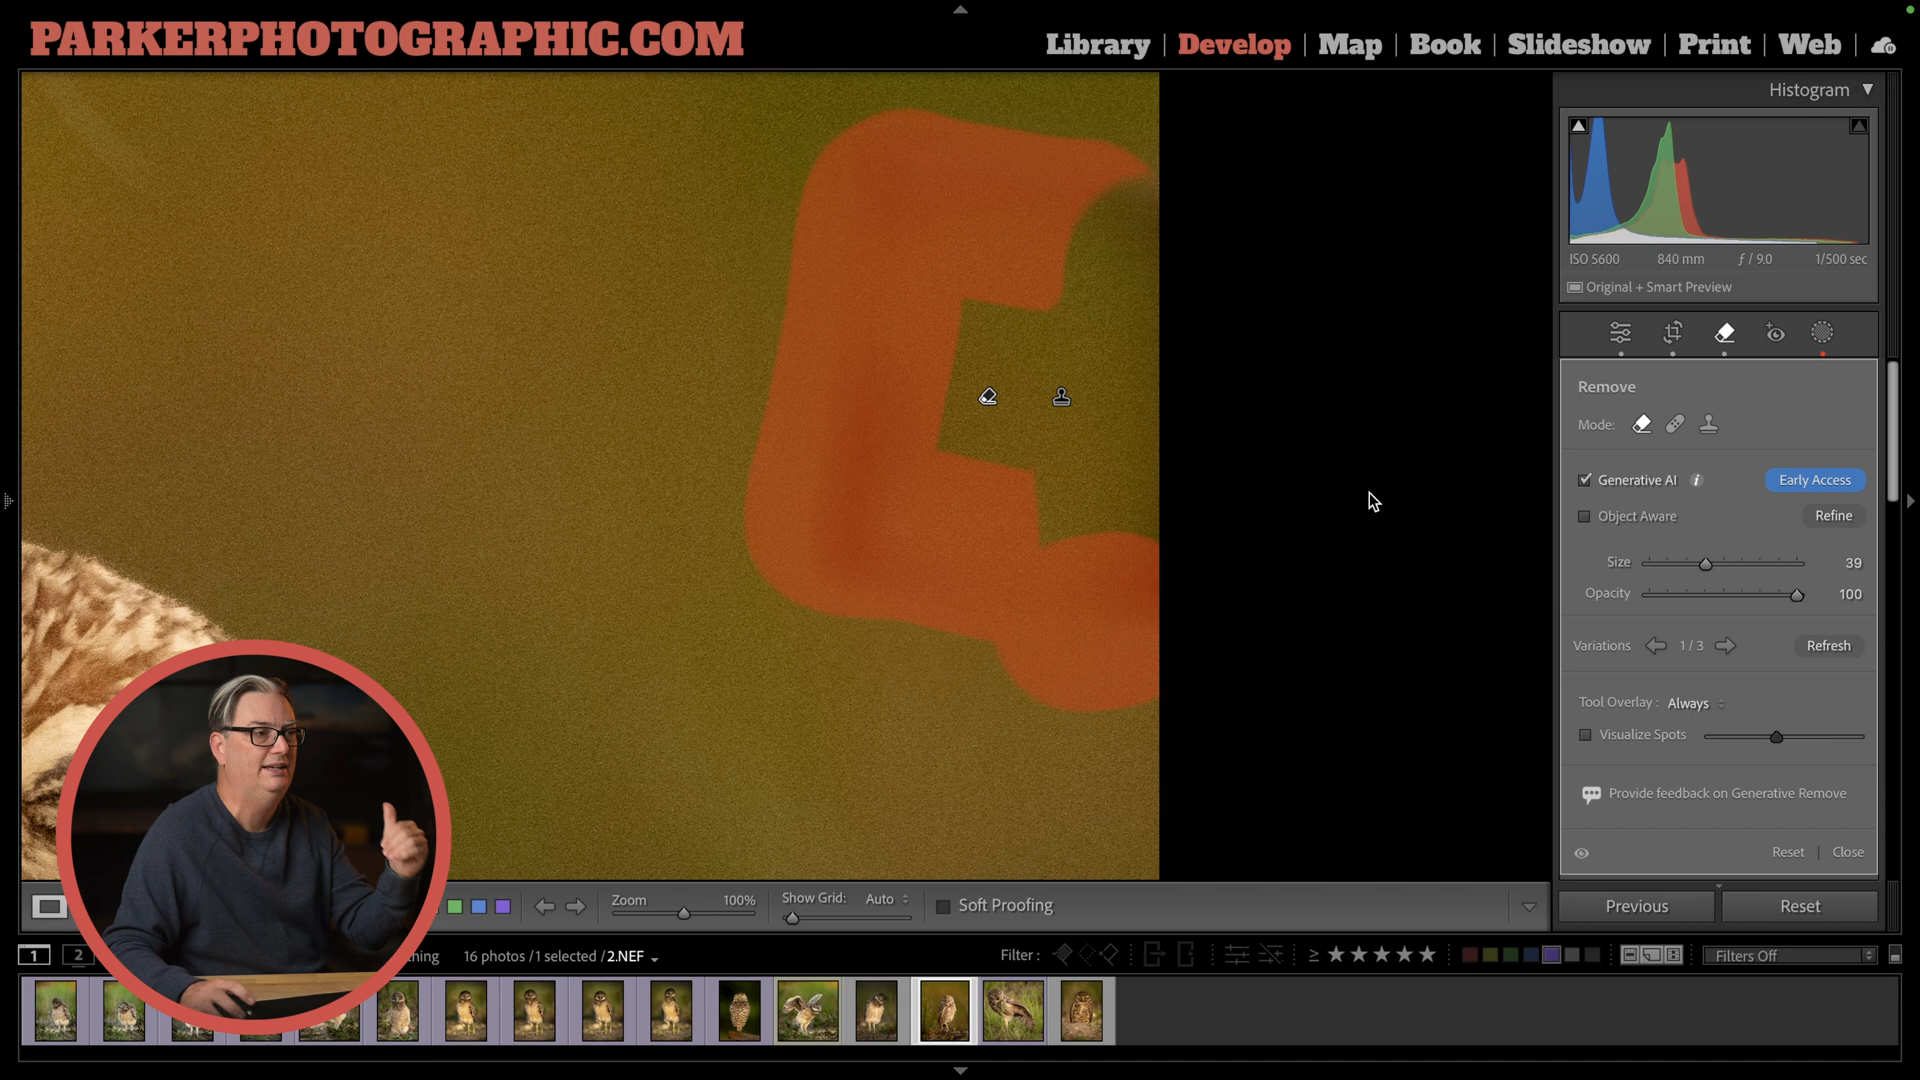 PARKERPHOTOGRAPHIC.COM
Library | Develop | Map | Book | Slideshow | Print | Web |
Histogram
ISO 5600 840 mm ƒ / 9.0 1/500 sec
Original + Smart Preview
Remove
Mode:
Generative AI i Early Access
Object Aware Refine
Size 39
Opacity 100
Variations 1 / 3 Refresh
Tool Overlay : Always
Visualize Spots
Provide feedback on Generative Remove
Reset | Close
Zoom 100% Show Grid: Auto Soft Proofing
Previous Reset
1 2 16 photos / 1 selected / 2.NEF Filter : ≥ ★★★★★ Filters Off